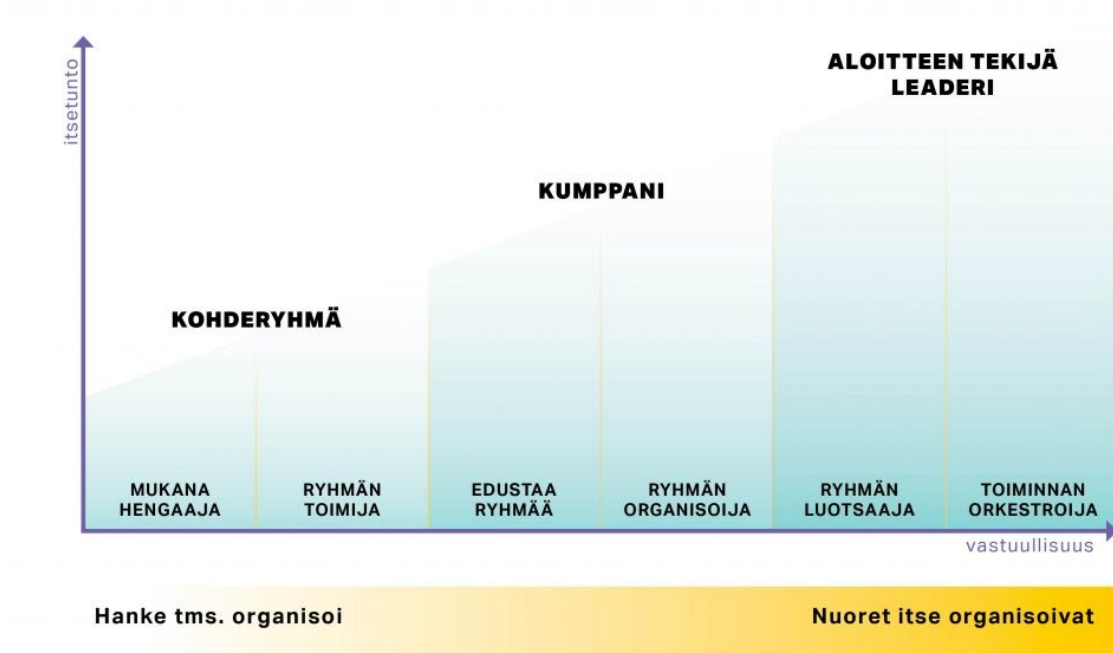 itsetunto
ALOITTEEN TEKIJÄ
LEADERI
KUMPPANI
KOHDERYHMÄ
MUKANA
HENGAAJA
RYHMÄN
TOIMIJA
EDUSTAA
RYHMÄÄ
RYHMÄN
ORGANISOIJA
RYHMÄN
LUOTSAAJA
TOIMINNAN
ORKESTROIJA
vastuullisuus
Hanke tms. organisoi
Nuoret itse organisoivat